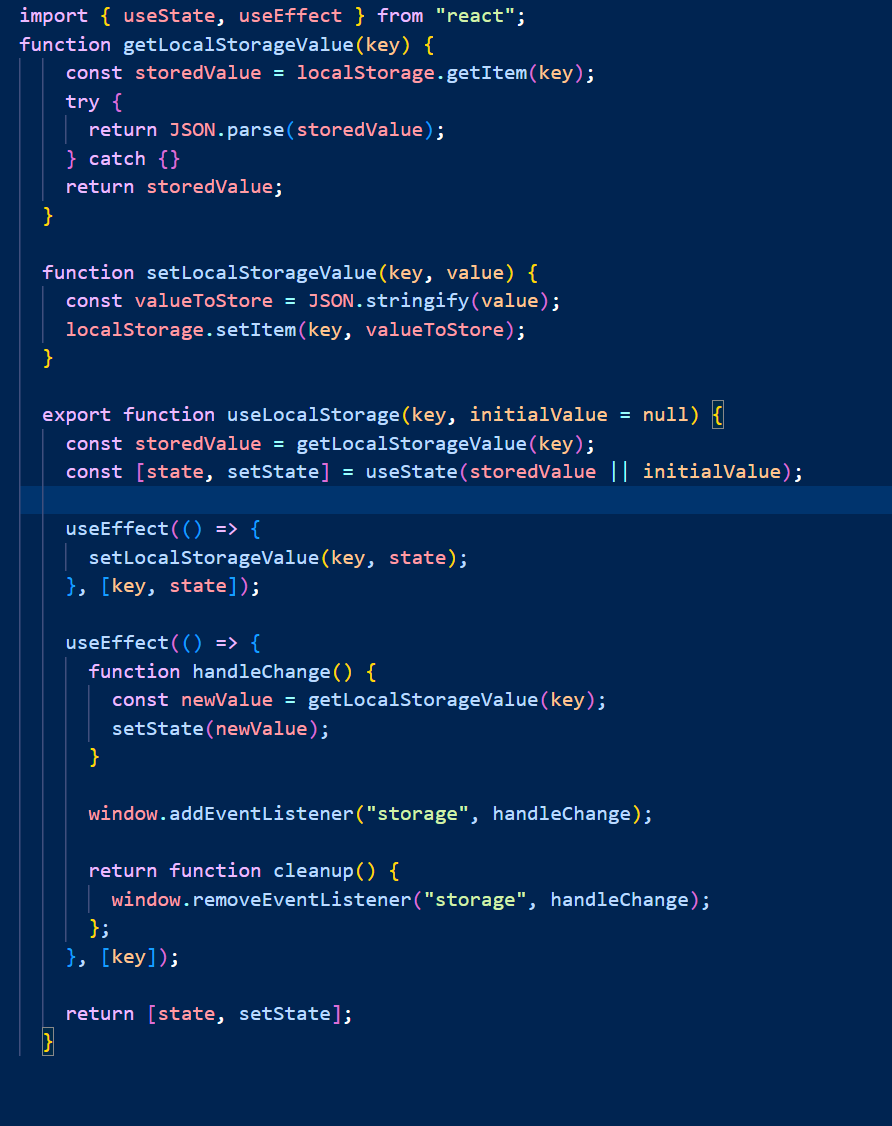 import { useState, useEffect } from "react";
function getLocalStorageValue(key) {
const storedValue = localStorage.getItem(key);
try {
return JSON.parse(storedValue);
} catch {}
return storedValue;
}
function setLocalStorageValue(key, value) {
const valueToStore = JSON.stringify(value);
localStorage.setItem(key, valueToStore);
}
export function useLocalStorage(key, initialValue = null) {
const storedValue = getLocalStorageValue(key);
const [state, setState] = useState(storedValue || initialValue);
useEffect(() => {
setLocalStorageValue(key, state);
}, [key, state]);
useEffect(() => {
function handleChange() {
const newValue = getLocalStorageValue(key);
setState(newValue);
}
window.addEventListener("storage", handleChange);
return function cleanup() {
window.removeEventListener("storage", handleChange);
};
}, [key]);
return [state, setState];
}